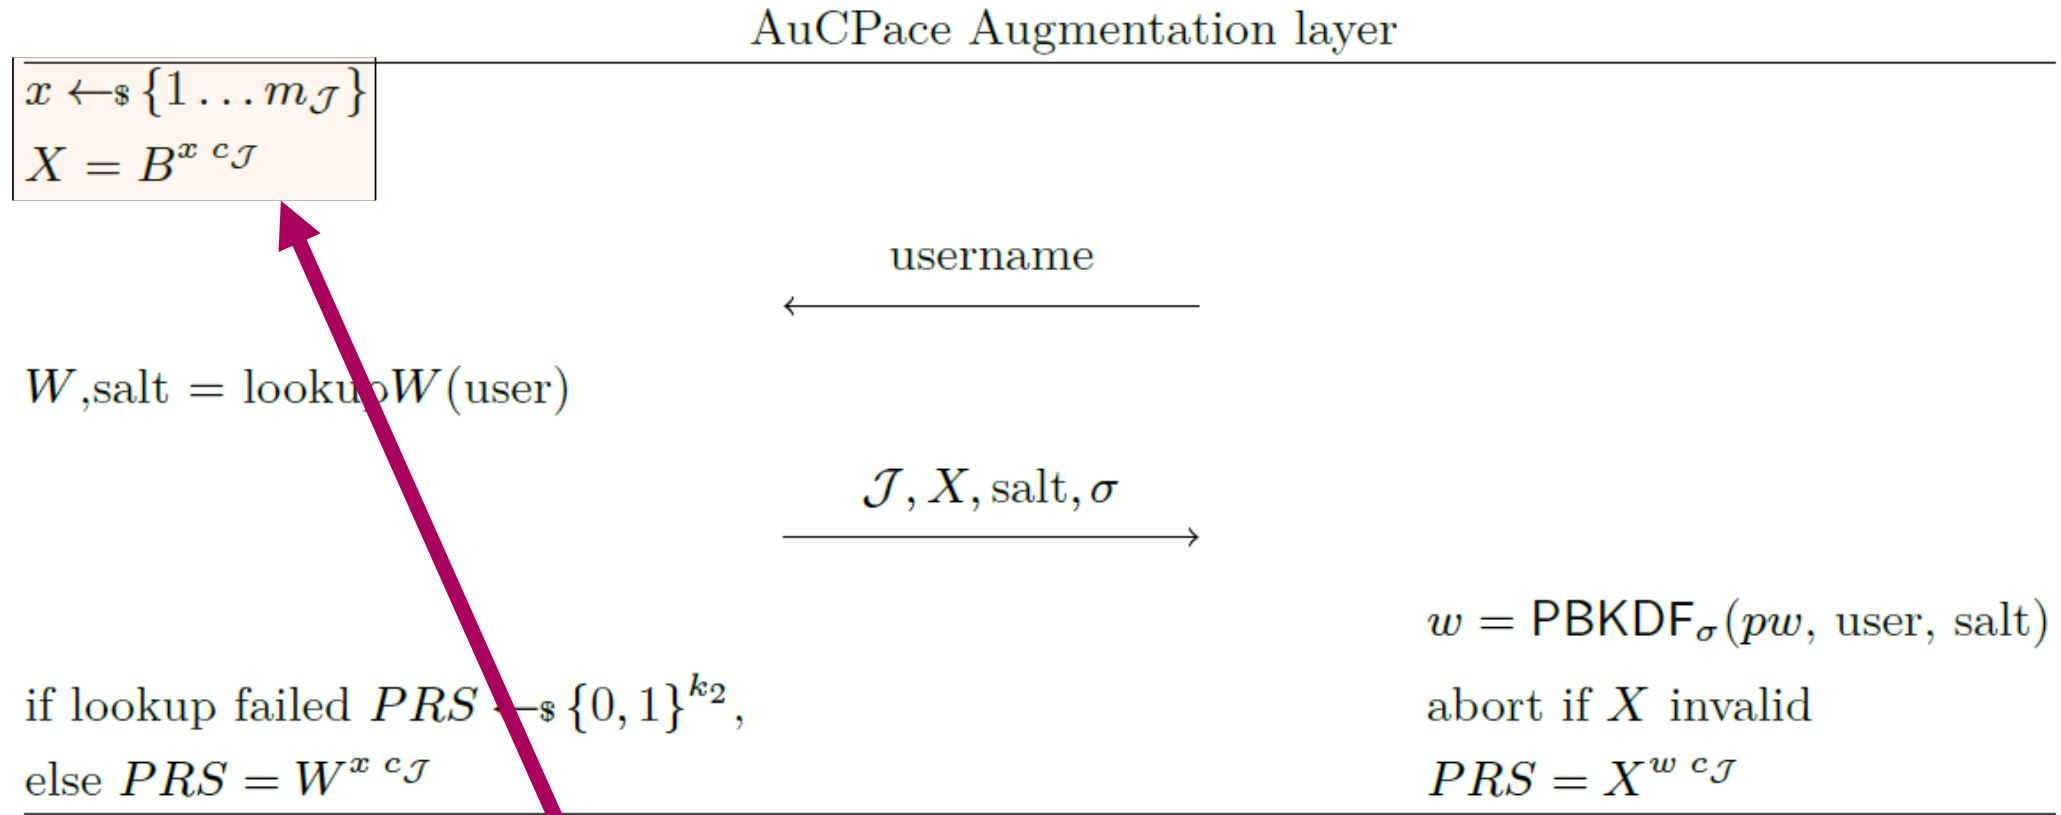 AuCPace Augmentation layer
x ←$ {1 … m𝒥}
X = B^{x c𝒥}
username
W,salt = lookupW(user)
𝒥, X, salt, σ
w = PBKDFσ(pw, user, salt)
if lookup failed PRS ←$ {0, 1}^{k₂},
abort if X invalid
else PRS = W^{x c𝒥}
PRS = X^{w c𝒥}